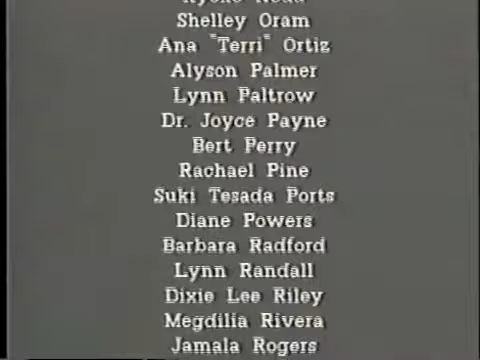 Shelley Oram
Ana "Terri" Ortiz
Alyson Palmer
Lynn Paltrow
Dr. Joyce Payne
Bert Perry
Rachael Pine
Suki Tesada Ports
Diane Powers
Barbara Radford
Lynn Randall
Dixie Lee Riley
Megdilia Rivera
Jamala Rogers